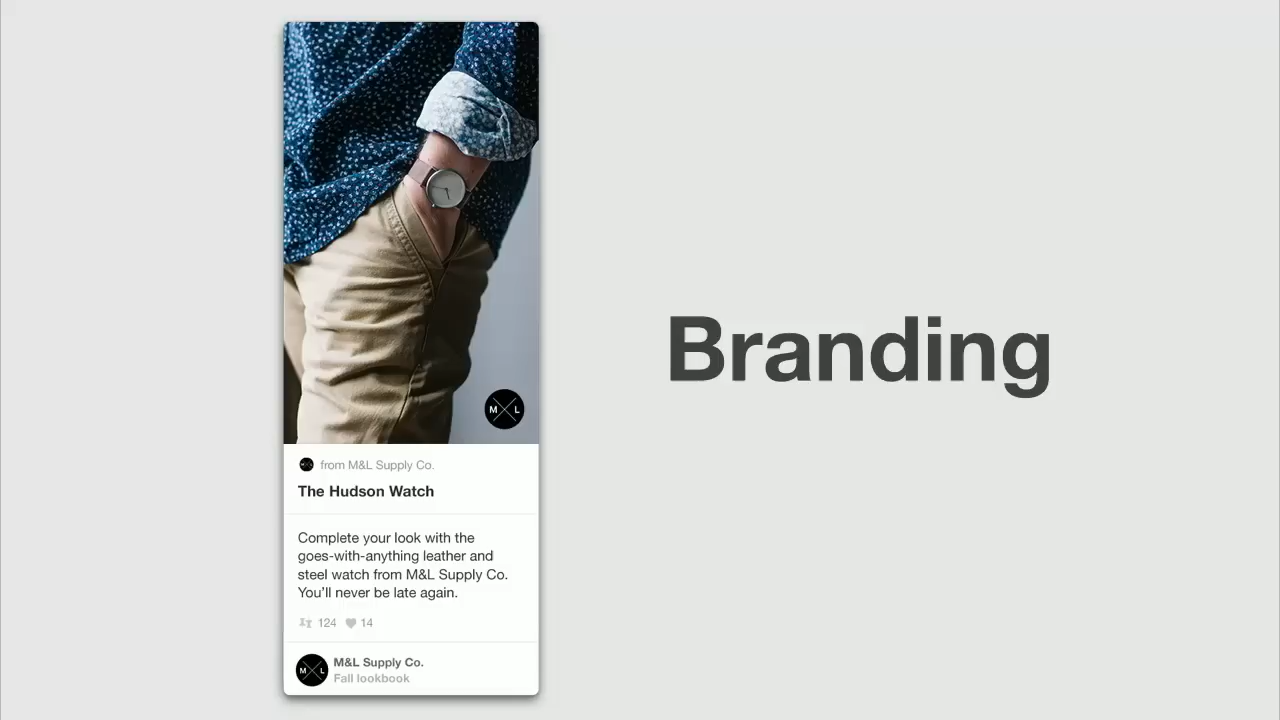 Branding
M L
from M&L Supply Co.
The Hudson Watch
Complete your look with the
goes-with-anything leather and
steel watch from M&L Supply Co.
You'll never be late again.
124 14
M L
M&L Supply Co.
Fall lookbook